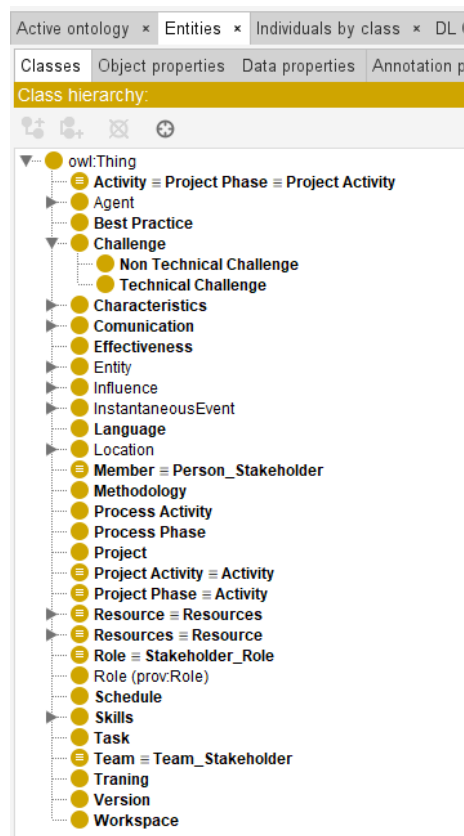 Active ontology × Entities × Individuals by class × DL
Classes Object properties Data properties Annotation p
Class hierarchy:
owl:Thing
Activity ≡ Project Phase ≡ Project Activity
Agent
Best Practice
Challenge
Non Technical Challenge
Technical Challenge
Characteristics
Comunication
Effectiveness
Entity
Influence
InstantaneousEvent
Language
Location
Member ≡ Person_Stakeholder
Methodology
Process Activity
Process Phase
Project
Project Activity ≡ Activity
Project Phase ≡ Activity
Resource ≡ Resources
Resources ≡ Resource
Role ≡ Stakeholder_Role
Role (prov:Role)
Schedule
Skills
Task
Team ≡ Team_Stakeholder
Traning
Version
Workspace